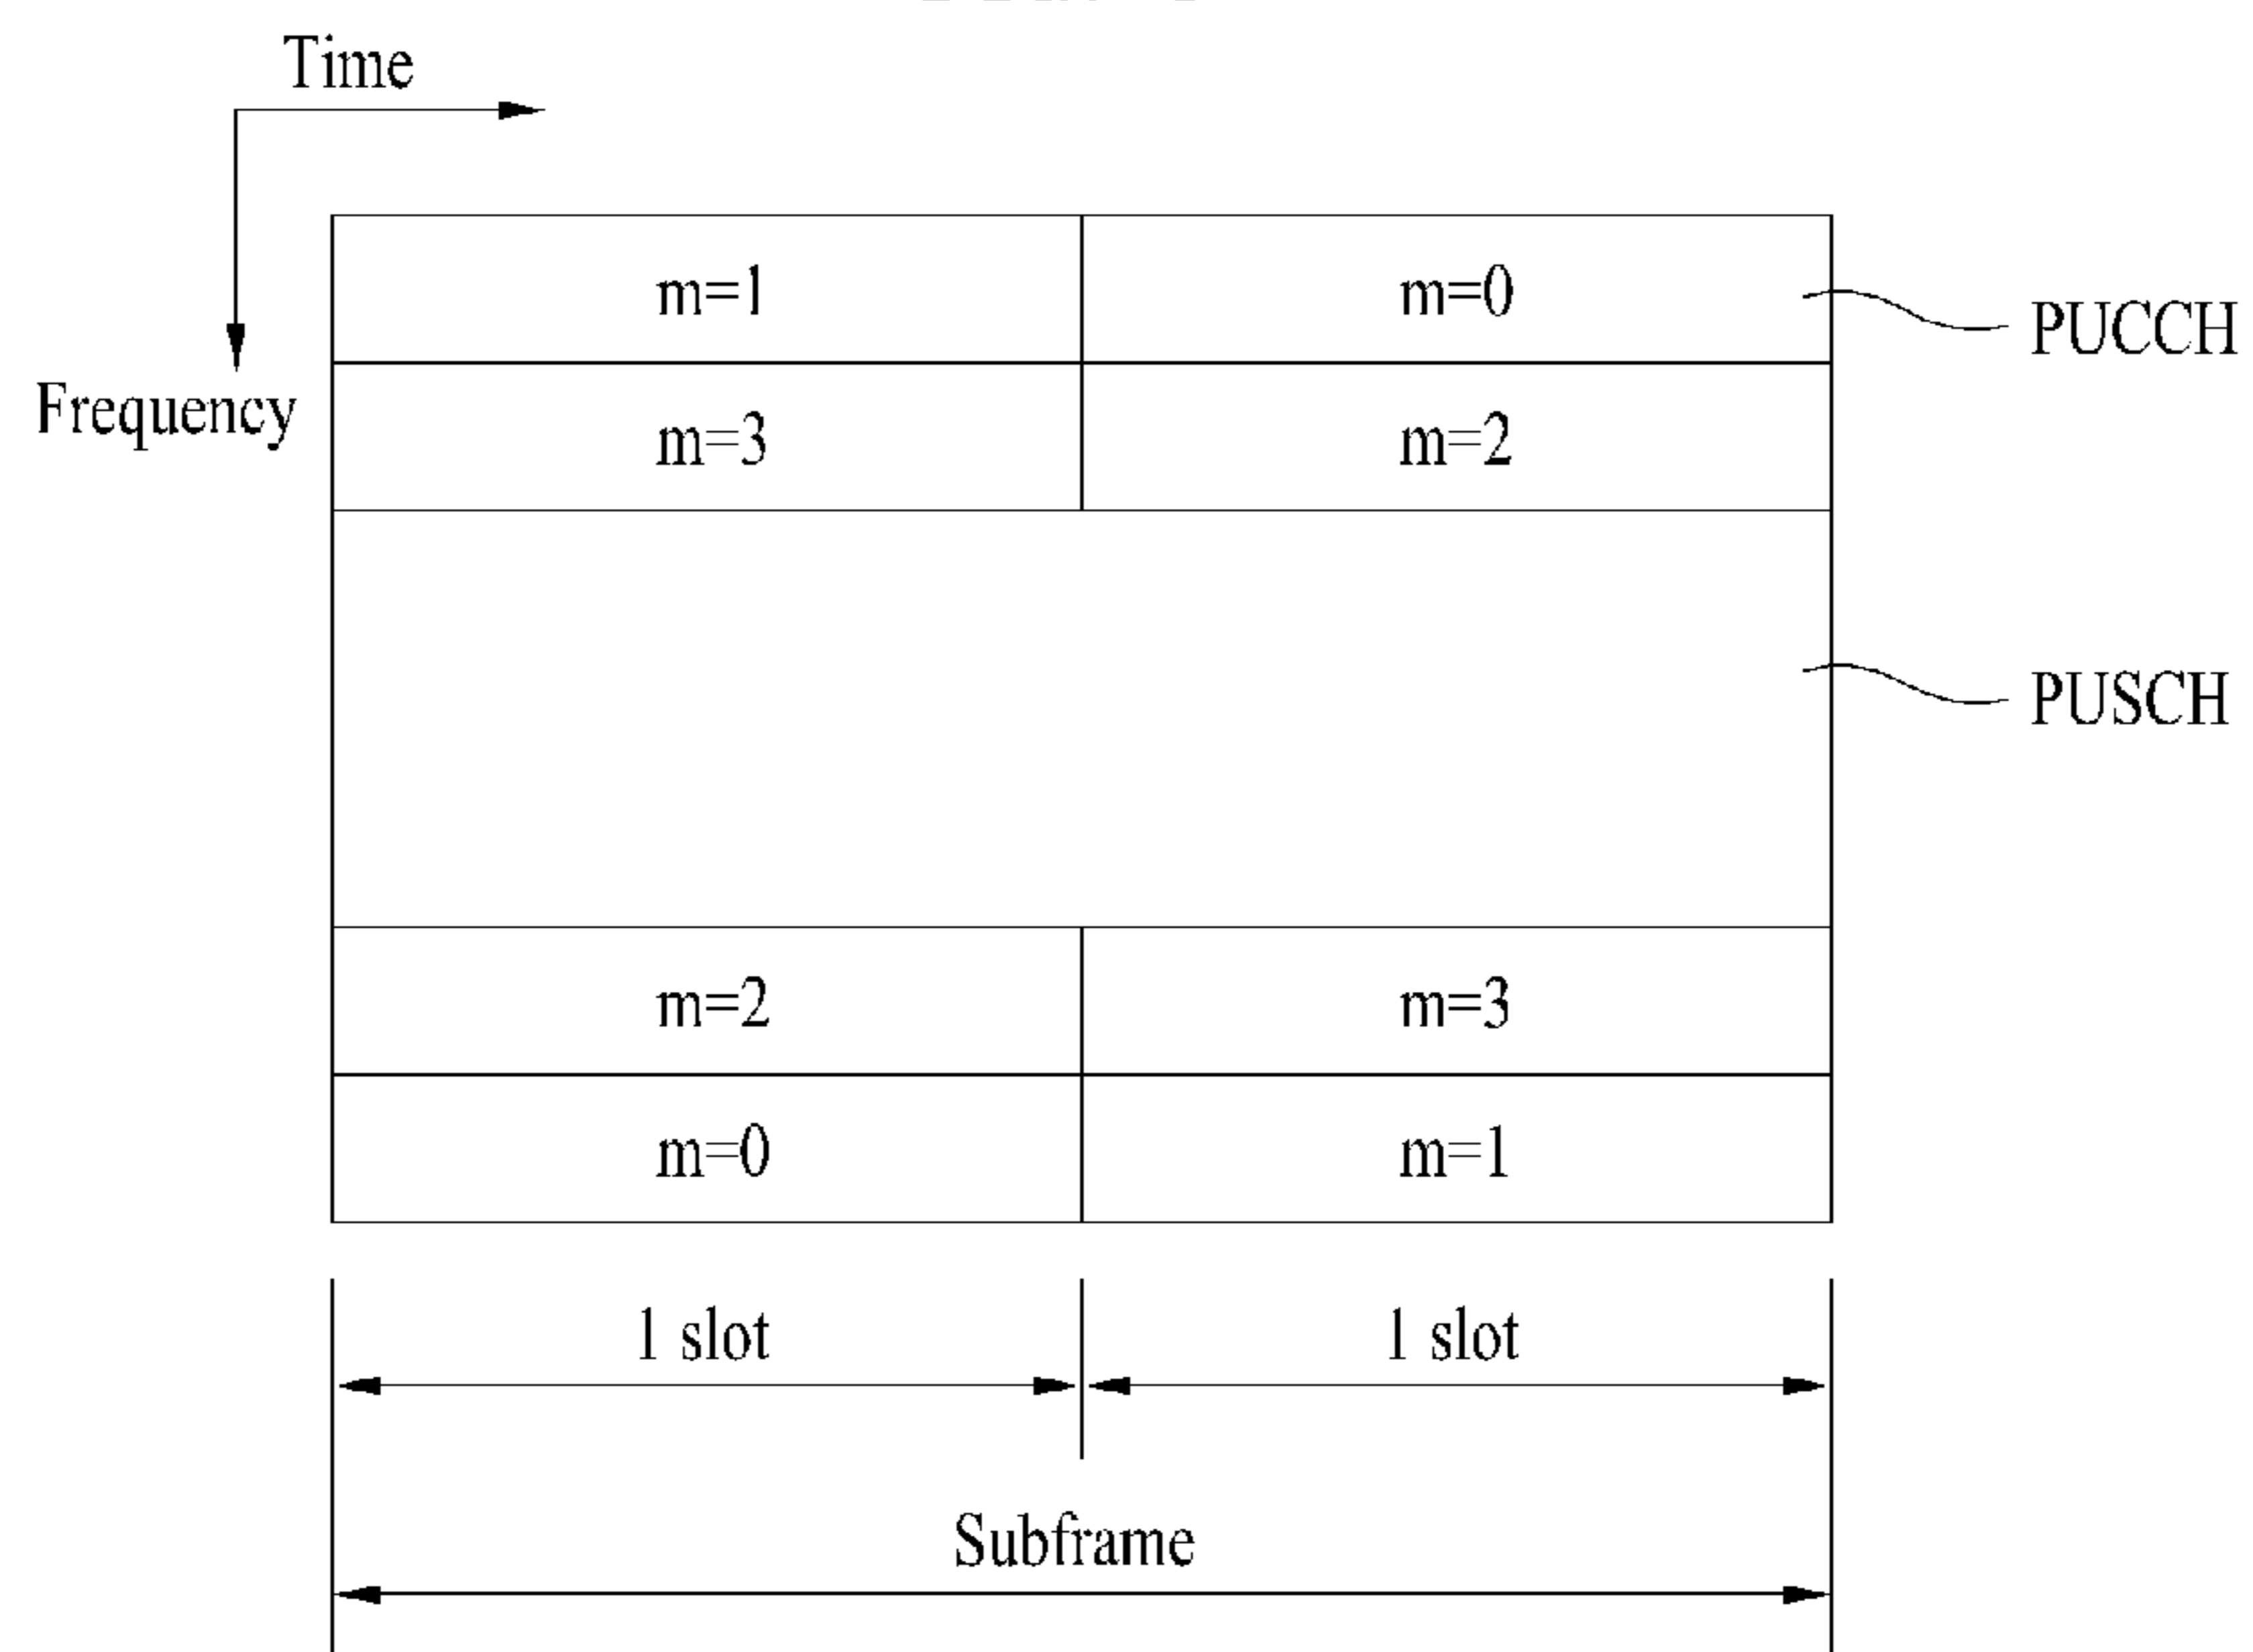 Time
Frequency
m=1
m=0
PUCCH
m=3
m=2
PUSCH
m=2
m=3
m=0
m=1
1 slot
1 slot
Subframe